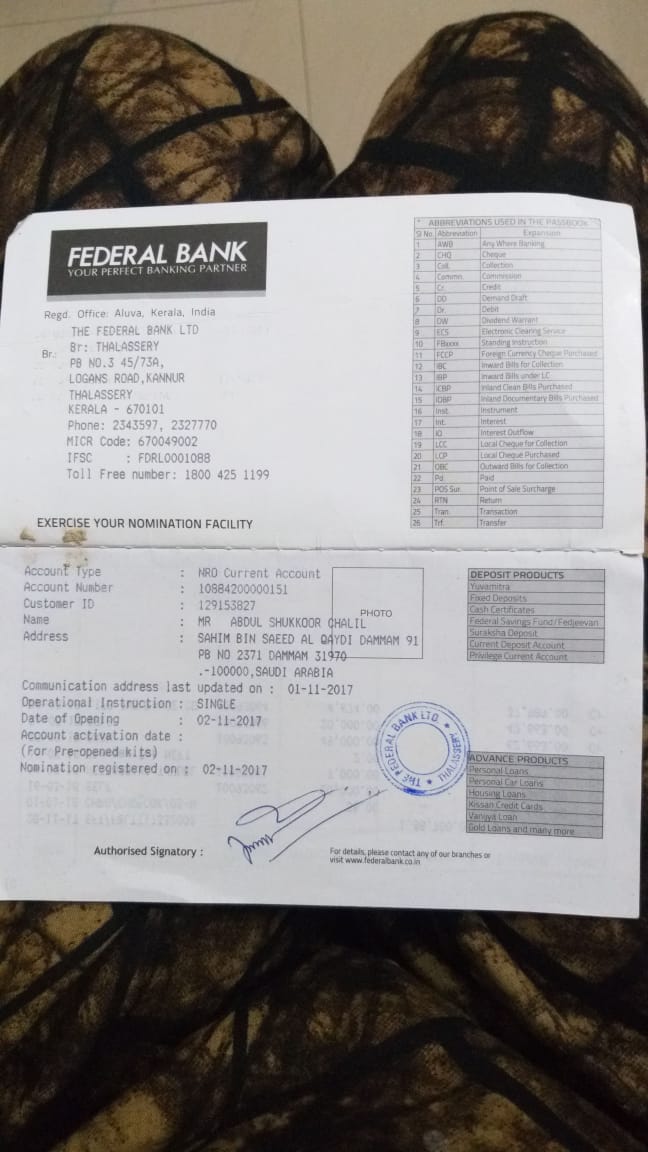 FEDERAL BANK
YOUR PERFECT BANKING PARTNER
Regd. Office: Aluva, Kerala, India
THE FEDERAL BANK LTD
Br: Br: THALASSERY
PB NO.3 45/73A,
LOGANS ROAD,KANNUR
THALASSERY
KERALA - 670101
Phone: 2343597, 2327770
MICR Code: 670049002
IFSC : FDRL0001088
Toll Free number: 1800 425 1199
EXERCISE YOUR NOMINATION FACILITY
* ABBREVIATIONS USED IN THE PASSBOOK
Sl No. Abbreviation Expansion
1 AWB Any Where Banking
2 CHQ Cheque
3 Coll. Collection
4 Commn. Commission
5 Cr. Credit
6 DD Demand Draft
7 Dr. Debit
8 DW Dividend Warrant
9 ECS Electronic Clearing Service
10 FBxxxx Standing Instruction
11 FCCP Foreign Currency Cheque Purchased
12 IBC Inward Bills for Collection
13 IBP Inward Bills under LC
14 ICBP Inland Clean Bills Purchased
15 IDBP Inland Documentary Bills Purchased
16 Inst. Instrument
17 Int. Interest
18 IO Interest Outflow
19 LCC Local Cheque for Collection
20 LCP Local Cheque Purchased
21 OBC Outward Bills for Collection
22 Pd. Paid
23 POS Sur. Point of Sale Surcharge
24 RTN Return
25 Tran. Transaction
26 Trf. Transfer
Account Type : NRO Current Account
Account Number : 10884200000151
Customer ID : 129153827
Name : MR ABDUL SHUKKOOR CHALIL
Address : SAHIM BIN SAEED AL QAYDI DAMMAM 91
PB NO 2371 DAMMAM 31970
.-100000,SAUDI ARABIA
Communication address last updated on : 01-11-2017
Operational Instruction : SINGLE
Date of Opening : 02-11-2017
Account activation date :
(For Pre-opened kits)
Nomination registered on : 02-11-2017
PHOTO
DEPOSIT PRODUCTS
Yuvamitra
Fixed Deposits
Cash Certificates
Federal Savings Fund/Fedjeevan
Suraksha Deposit
Current Deposit Account
Privilege Current Account
THE FEDERAL BANK LTD. * THALASSERY *
ADVANCE PRODUCTS
Personal Loans
Personal Car Loans
Housing Loans
Kissan Credit Cards
Vanijya Loan
Gold Loans and many more
Authorised Signatory :
For details, please contact any of our branches or
visit www.federalbank.co.in